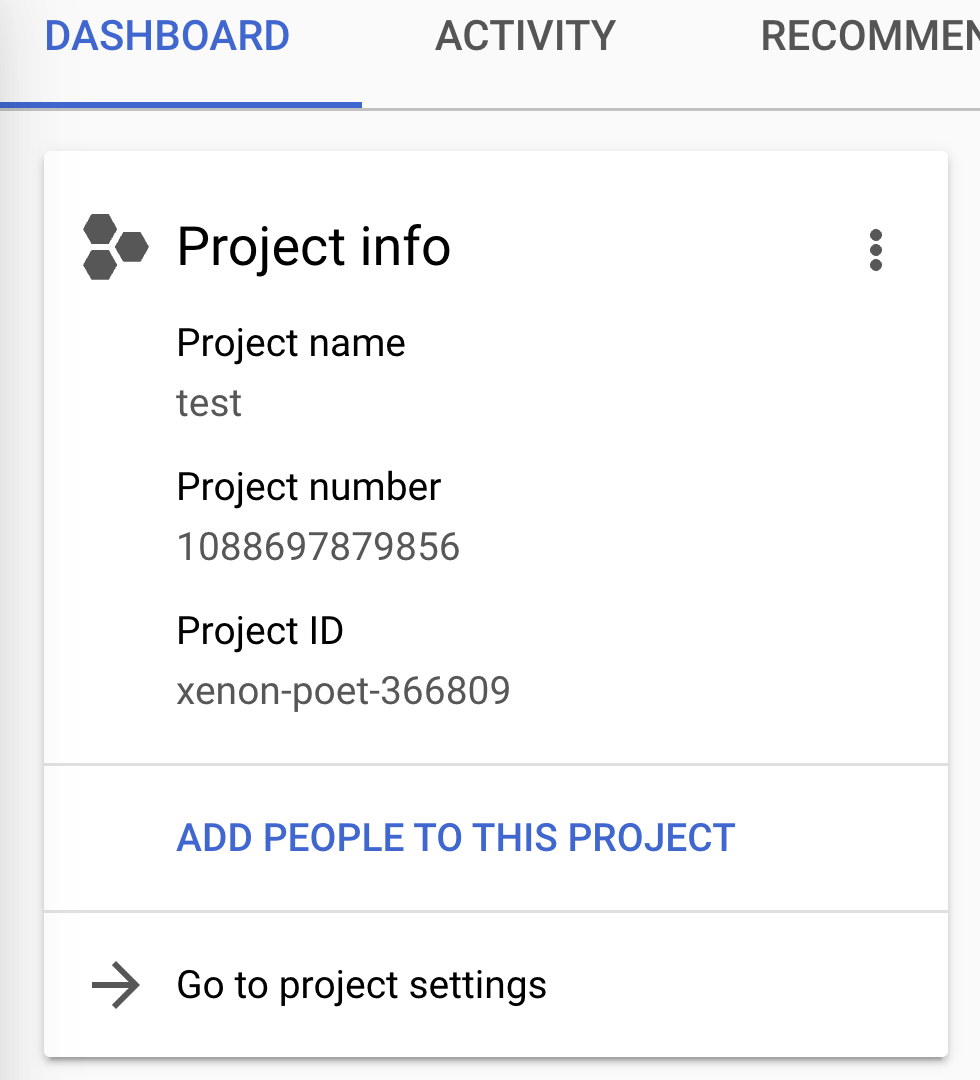 DASHBOARD ACTIVITY
Project info
Project name
test
Project number
1088697879856
Project ID
xenon-poet-366809
ADD PEOPLE TO THIS PROJECT
Go to project settings